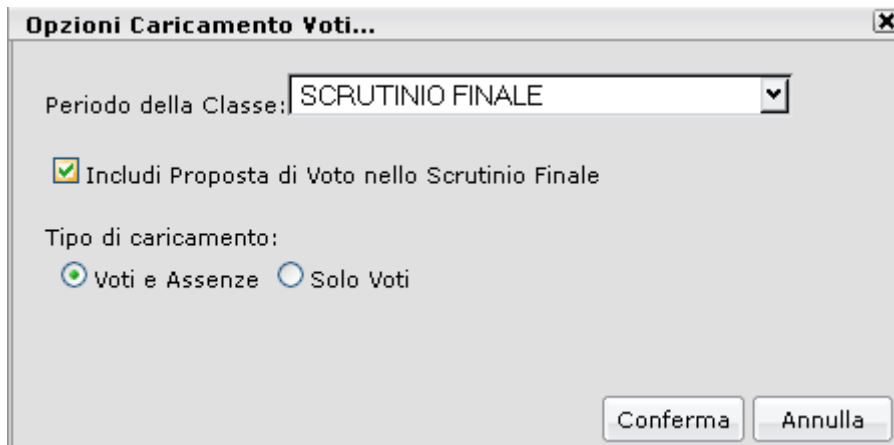 Opzioni Caricamento Voti...
Periodo della Classe: SCRUTINIO FINALE
Includi Proposta di Voto nello Scrutinio Finale
Tipo di caricamento:
Voti e Assenze Solo Voti
Conferma Annulla